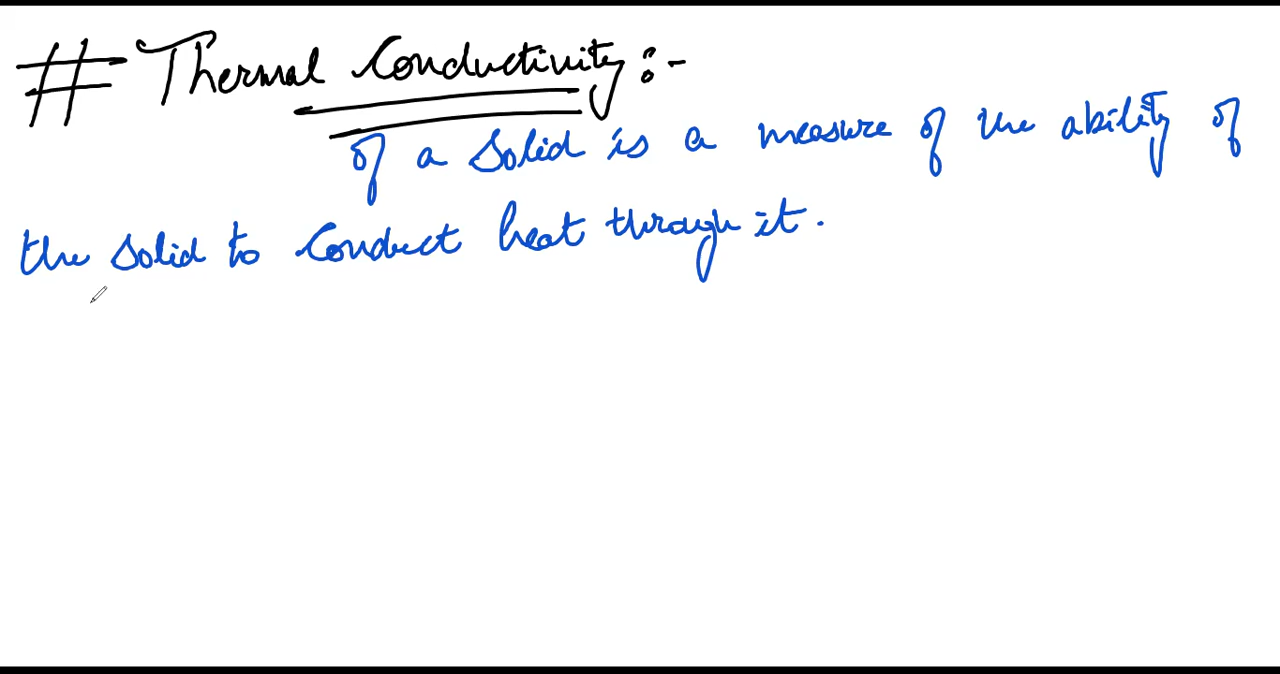 # Thermal Conductivity :-
of a solid is a measure of the ability of
the solid to conduct heat through it.